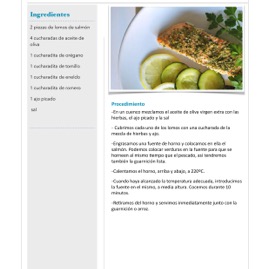 Ingredientes
2 piezas de lomos de salmón
4 cucharadas de aceite de
oliva
1 cucharadita de orégano
1 cucharadita de tomillo
1 cucharadita de eneldo
1 cucharadita de romero
1 ajo picado
sal
Procedimiento
-En un cuenco mezclamos el aceite de oliva virgen extra con las
hierbas, el ajo picado y la sal
- Cubrimos cada uno de los lomos con una cucharada de la
mezcla de hierbas y ajo.
-Engrasamos una fuente de horno y colocamos en ella el
salmón. Podemos colocar verduras en la fuente para que se
horneen al mismo tiempo que el pescado, así tendremos
también la guarnición lista.
-Calentamos el horno, arriba y abajo, a 220ºC.
-Cuando haya alcanzado la temperatura adecuada, introducimos
la fuente en el mismo, a media altura. Cocemos durante 10
minutos.
-Retiramos del horno a servimos inmediatamente junto con la
guarnición o arroz.